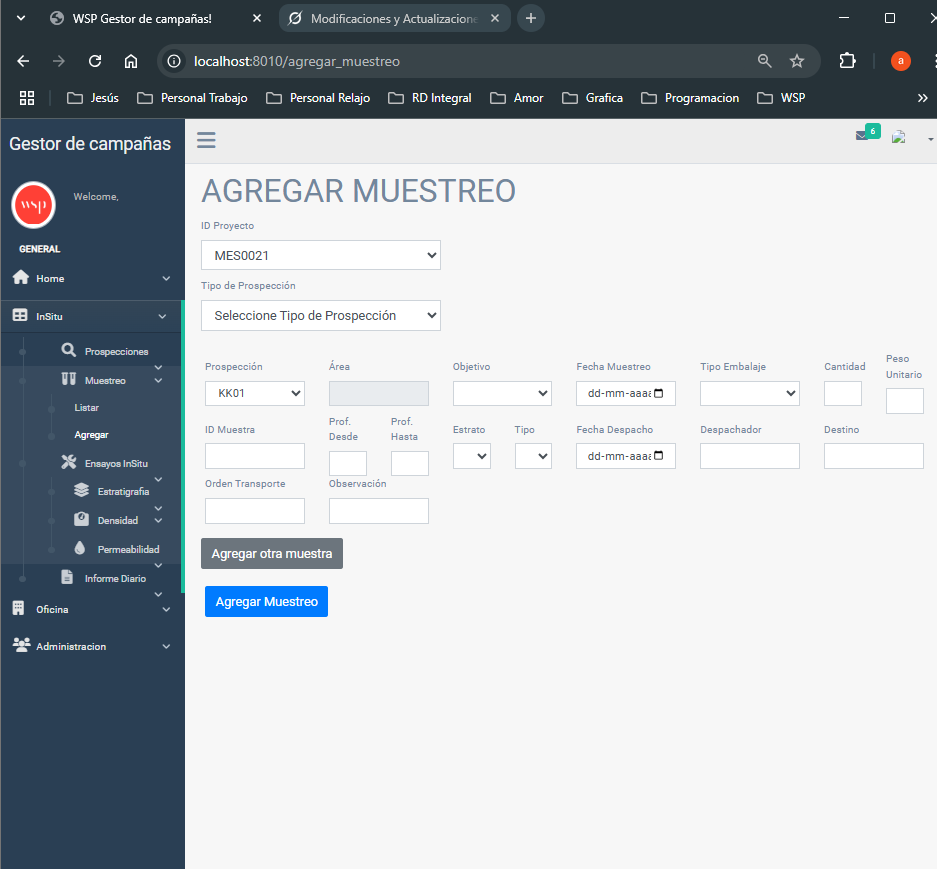 WSP Gestor de campañas!
Modificaciones y Actualizacione
localhost:8010/agregar_muestreo
a
Jesús
Personal Trabajo
Personal Relajo
RD Integral
Amor
Grafica
Programacion
WSP
Gestor de campañas
6
wsp
Welcome,
GENERAL
Home
InSitu
Prospecciones
Muestreo
Listar
Agregar
Ensayos InSitu
Estratigrafia
Densidad
Permeabilidad
Informe Diario
Oficina
Administracion
AGREGAR MUESTREO
ID Proyecto
MES0021
Tipo de Prospección
Seleccione Tipo de Prospección
Prospección
Área
Objetivo
Fecha Muestreo
Tipo Embalaje
Cantidad
Peso Unitario
KK01
dd-mm-aaaa
ID Muestra
Prof. Desde
Prof. Hasta
Estrato
Tipo
Fecha Despacho
Despachador
Destino
dd-mm-aaaa
Orden Transporte
Observación
Agregar otra muestra
Agregar Muestreo